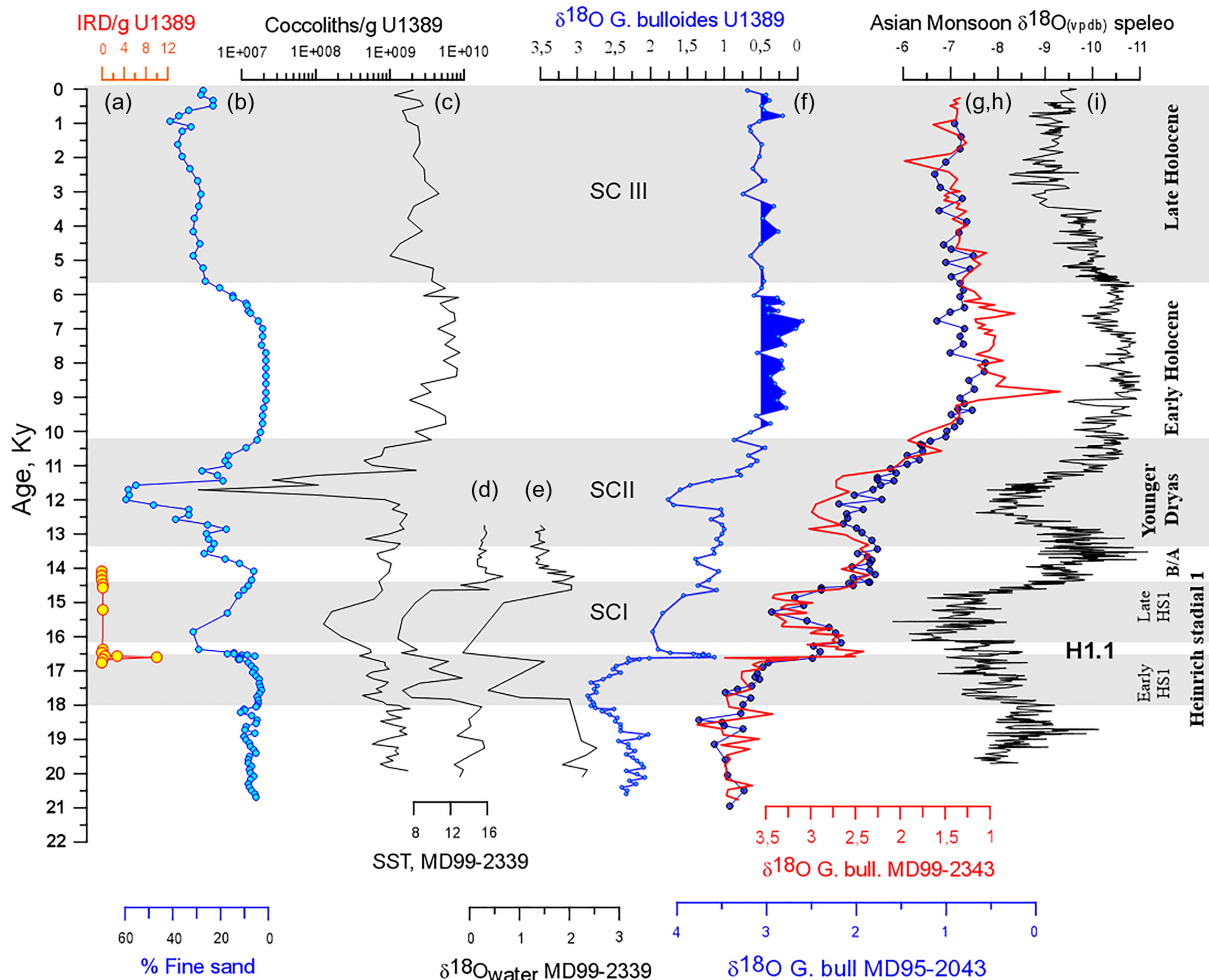 IRD/g U1389
0 4 8 12
Coccoliths/g U1389
1E+007 1E+008 1E+009 1E+010
δ18O G. bulloides U1389
3,5 3 2,5 2 1,5 1 0,5 0
Asian Monsoon δ18O(vpdb) speleo
-6 -7 -8 -9 -10 -11
(a) (b) (c) (f) (g,h) (i)
Age, Ky
0
1
2
3
4
5
6
7
8
9
10
11
12
13
14
15
16
17
18
19
20
21
22
SC III
SCII
SCI
(d) (e)
Late Holocene
Early Holocene
Younger
Dryas
B/A
Late
HS1
H1.1
Early
HS1
Heinrich stadial 1
8 12 16
SST, MD99-2339
3,5 3 2,5 2 1,5 1
δ18O G. bull. MD99-2343
60 40 20 0
% Fine sand
0 1 2 3
δ18Owater MD99-2339
4 3 2 1 0
δ18O G. bull MD95-2043